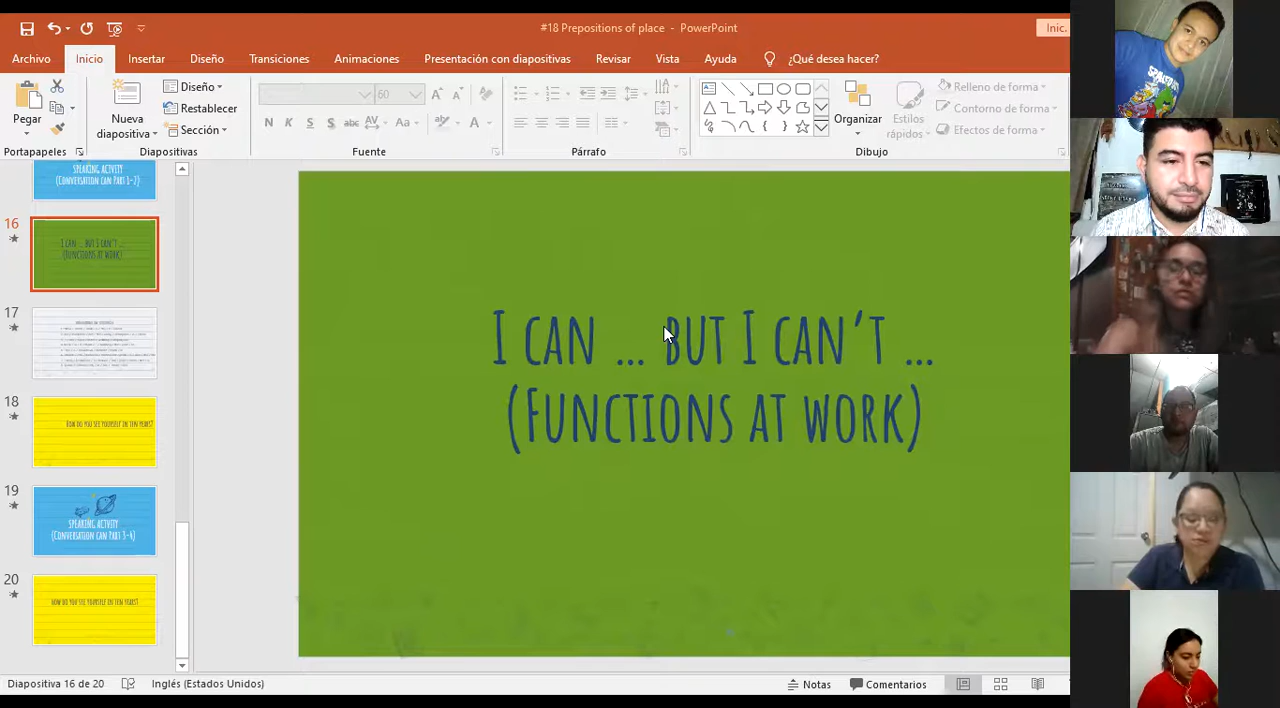 #18 Prepositions of place - PowerPoint
Inic.
Archivo Inicio Insertar Diseño Transiciones Animaciones Presentación con diapositivas Revisar Vista Ayuda ¿Qué desea hacer?
Pegar
Portapapeles
Nueva diapositiva
Diseño
Restablecer
Sección
Diapositivas
60
N K S S abc AV Aa A
Fuente
Párrafo
Organizar
Estilos rápidos
Relleno de forma
Contorno de forma
Efectos de forma
Dibujo
SPEAKING ACTIVITY
(Conversation can Part 1-2)
16
I CAN ... BUT I CAN'T ...
(FUNCTIONS AT WORK)
17
18
HOW DO YOU SEE YOURSELF IN TEN YEARS?
19
SPEAKING ACTIVITY
(Conversation can Part 3-4)
20
HOW DO YOU SEE YOURSELF IN TEN YEARS?
I CAN ... BUT I CAN'T ...
(FUNCTIONS AT WORK)
Diapositiva 16 de 20 Inglés (Estados Unidos) Notas Comentarios